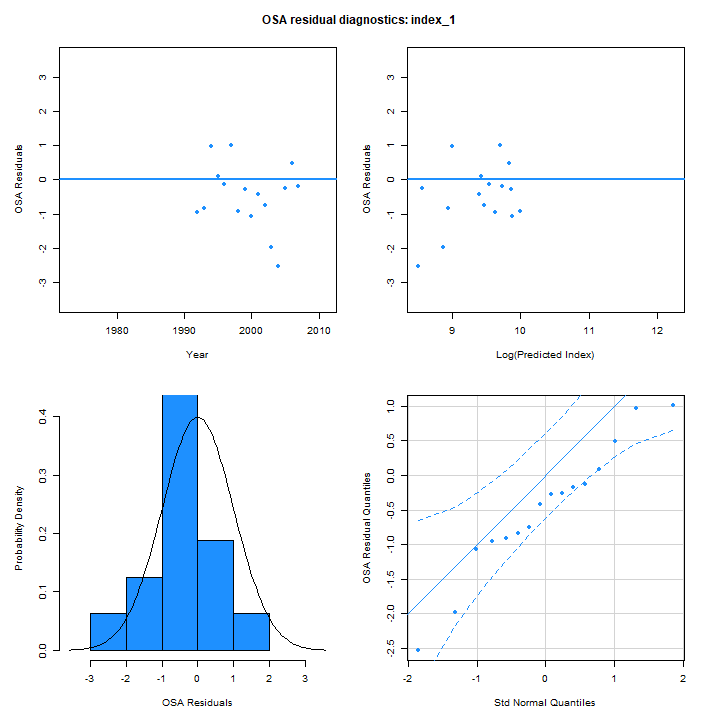 OSA residual diagnostics: index_1
OSA Residuals
3
2
1
0
-1
-2
-3
1980 1990 2000 2010
Year
OSA Residuals
3
2
1
0
-1
-2
-3
9 10 11 12
Log(Predicted Index)
Probability Density
0.4
0.3
0.2
0.1
0.0
-3 -2 -1 0 1 2 3
OSA Residuals
OSA Residual Quantiles
1.0
0.5
0.0
-0.5
-1.0
-1.5
-2.0
-2.5
-2 -1 0 1 2
Std Normal Quantiles